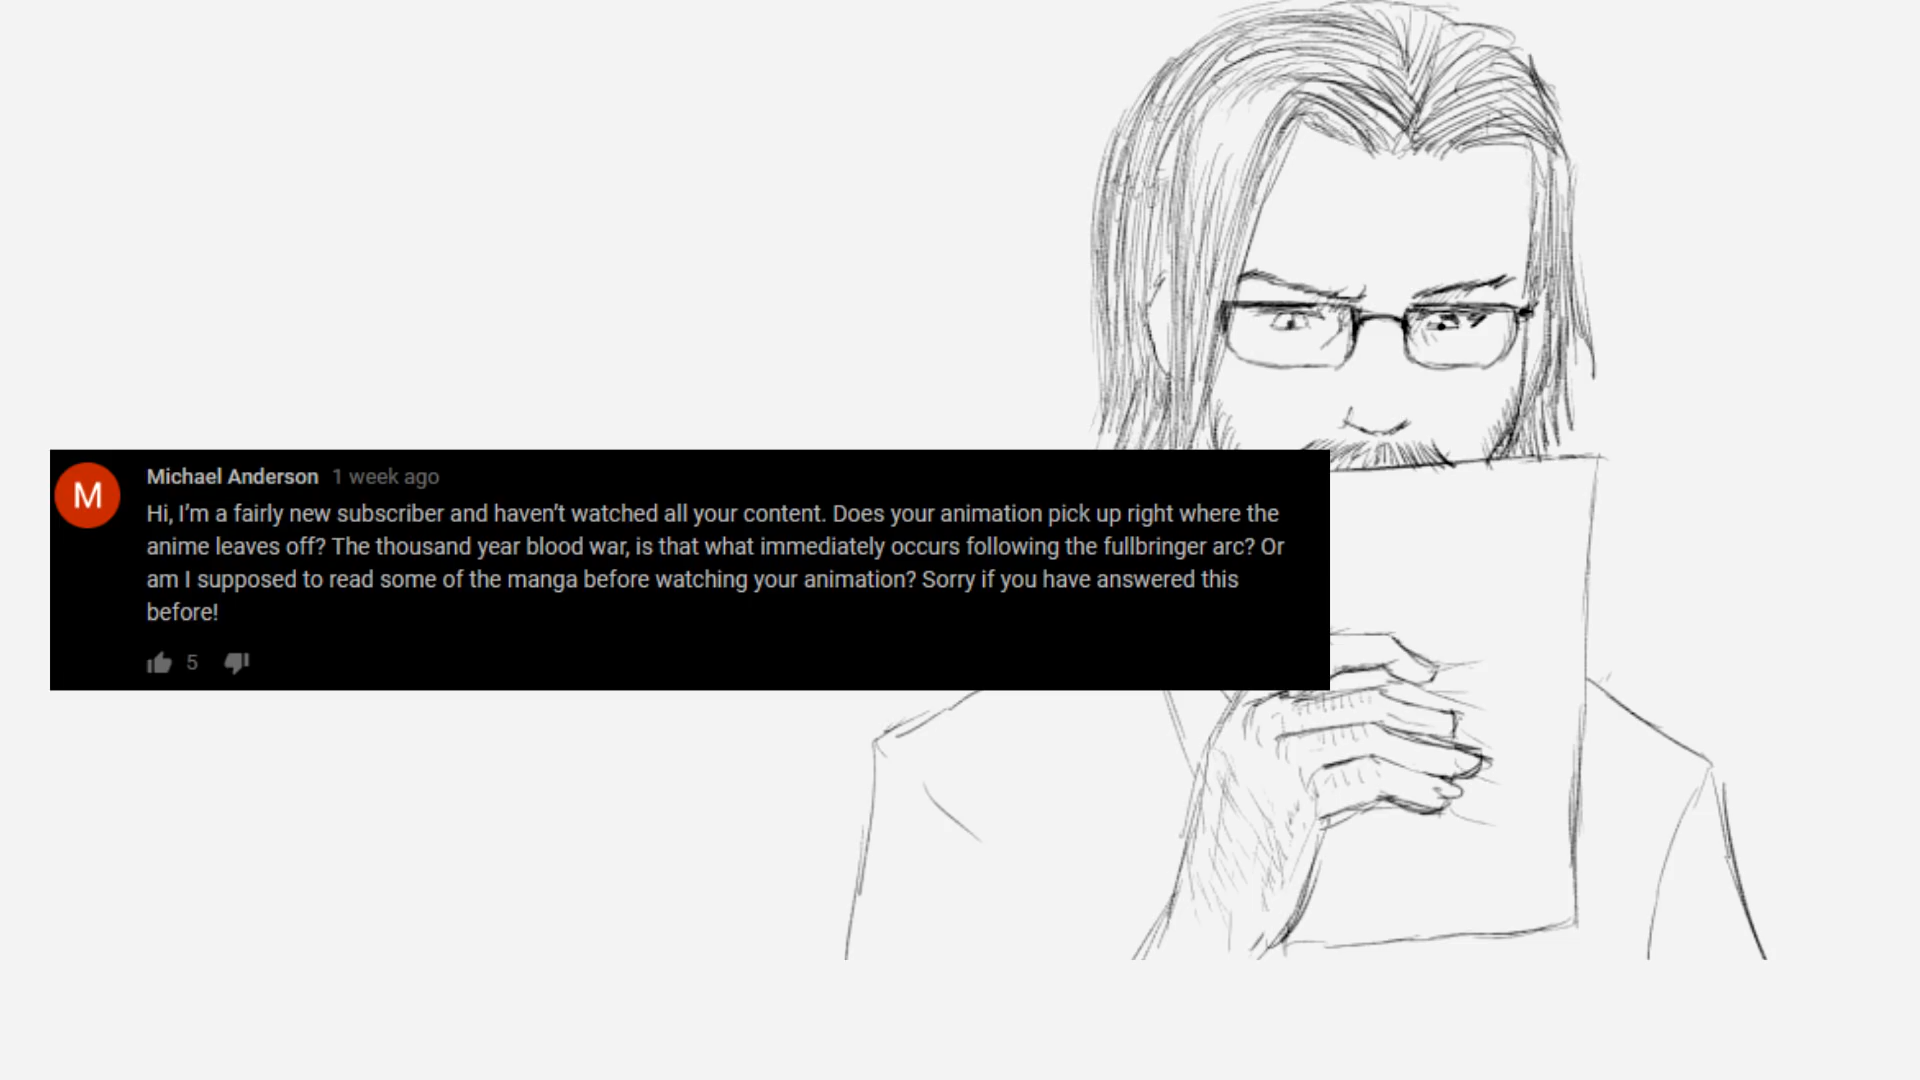 M
Michael Anderson 1 week ago
Hi, I’m a fairly new subscriber and haven’t watched all your content. Does your animation pick up right where the
anime leaves off? The thousand year blood war, is that what immediately occurs following the fullbringer arc? Or
am I supposed to read some of the manga before watching your animation? Sorry if you have answered this
before!
5